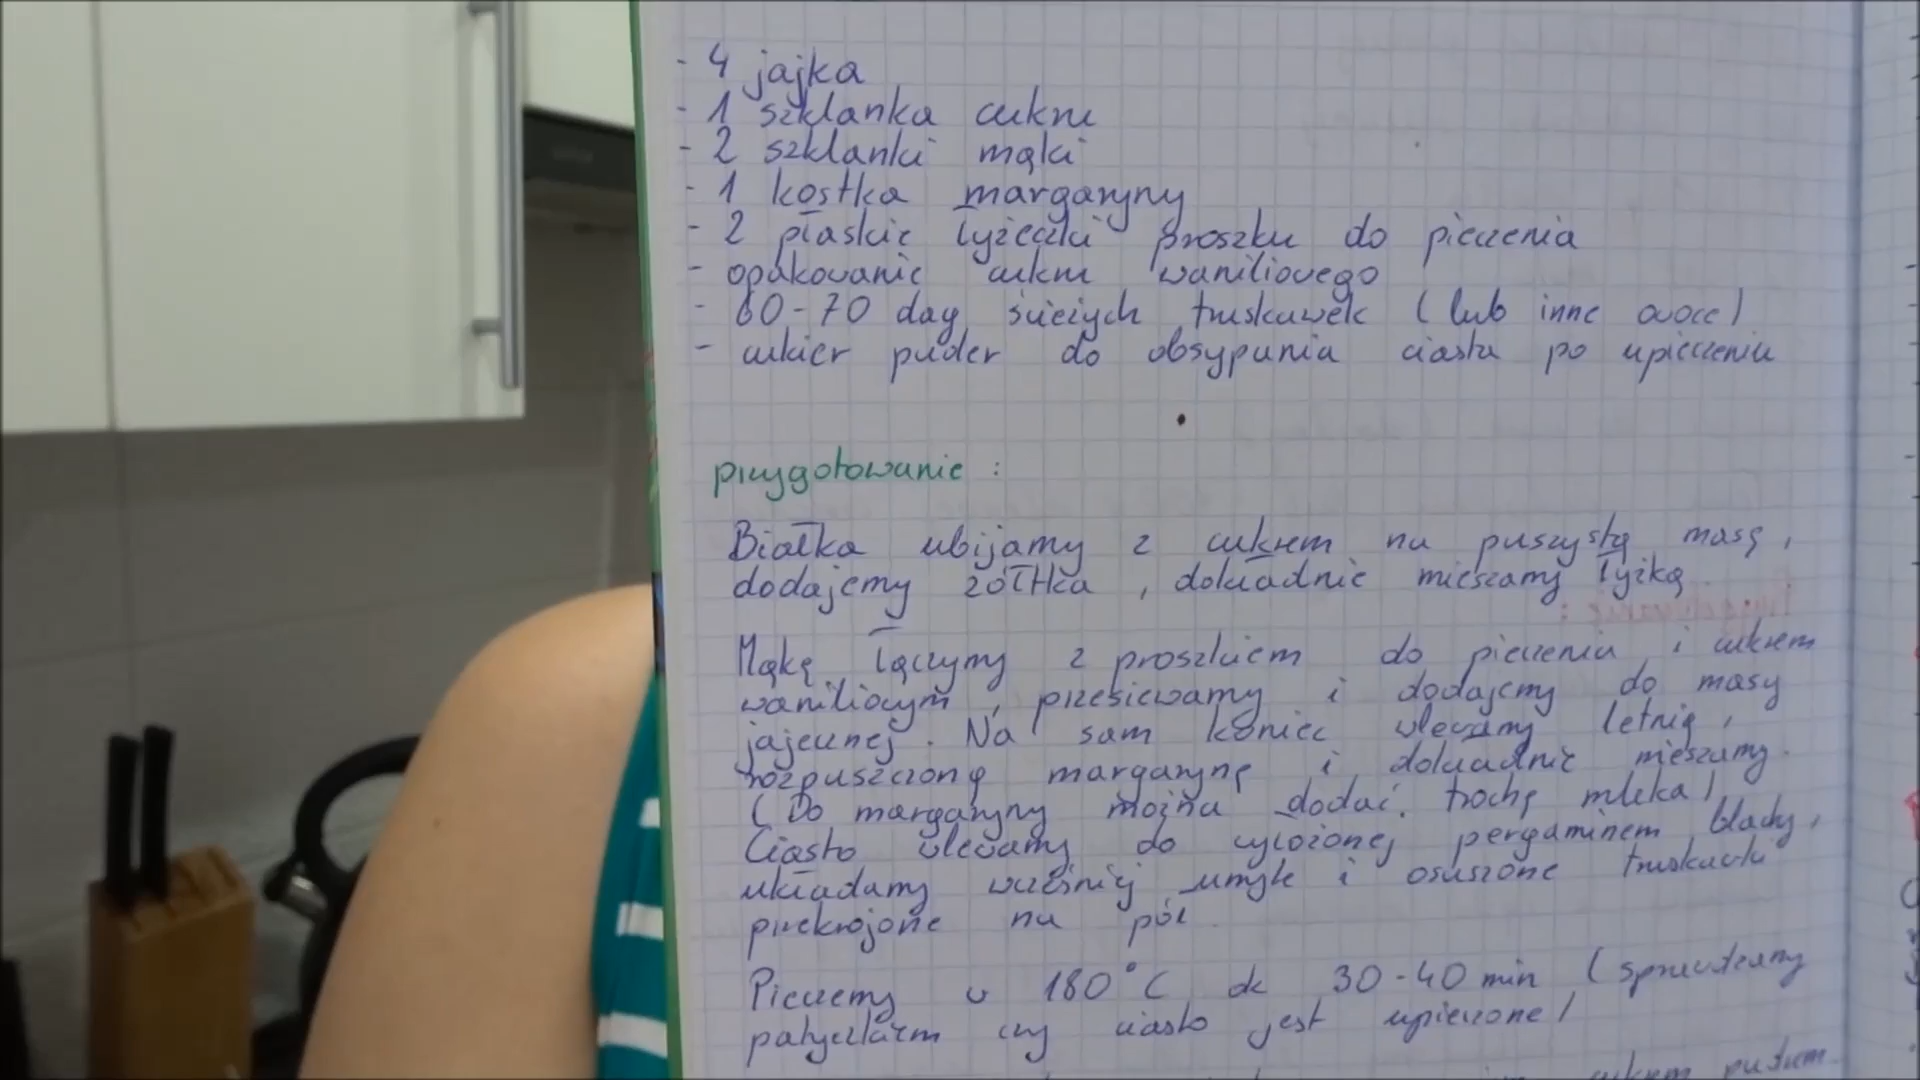 - 4 jajka
- 1 szklanka cukru
- 2 szklanki mąki
- 1 kostka margaryny
- 2 płaskie łyżeczki proszku do pieczenia
- opakowanie cukru waniliowego
- 60-70 dag świeżych truskawek (lub inne owoce)
- cukier puder do obsypania ciasta po upieczeniu
przygotowanie :
Białka ubijamy z cukrem na puszystą masę,
dodajemy żółtka, dokładnie mieszamy łyżką
Mąkę łączymy z proszkiem do pieczenia i cukrem
waniliowym, przesiewamy i dodajemy do masy
jajecznej. Na sam koniec wlewamy letnią,
rozpuszczoną margarynę i dokładnie mieszamy.
(Do margaryny można dodać trochę mleka)
Ciasto wlewamy do wyłożonej pergaminem blachy,
układamy wcześniej umyte i osuszone truskawki
przekrojone na pół.
Pieczemy w 180°C ok 30-40 min (sprawdzamy
patyczkiem czy ciasto jest upieczone)
cukrem pudrem